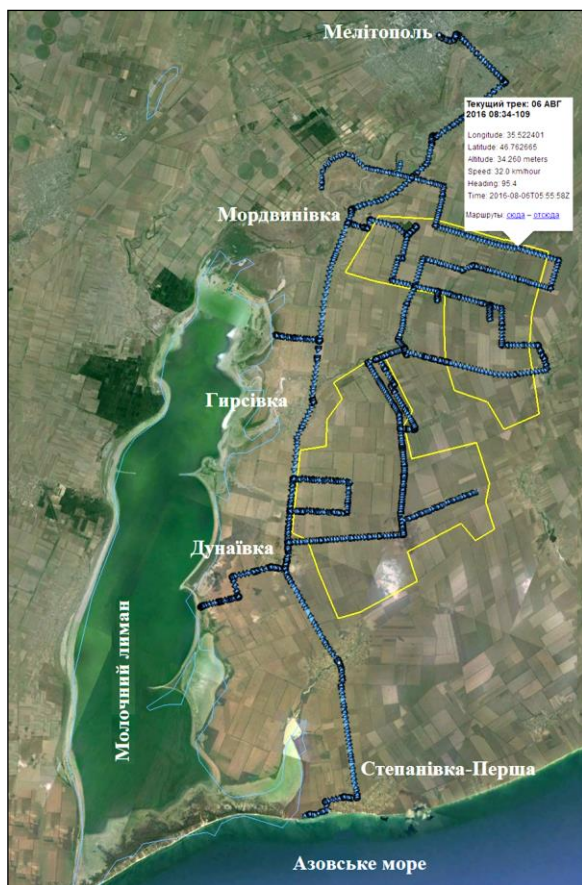 Мелітополь
Текущий трек: 06 АВГ
2016 08:34-109
Longitude: 35.522401
Latitude: 46.762665
Altitude: 34.260 meters
Speed: 32.0 km/hour
Heading: 95.4
Time: 2016-08-06T05:55:58Z
Маршруты: сюда – отсюда
Мордвинівка
Гирсівка
Дунаївка
Молочний лиман
Степанівка-Перша
Азовське море